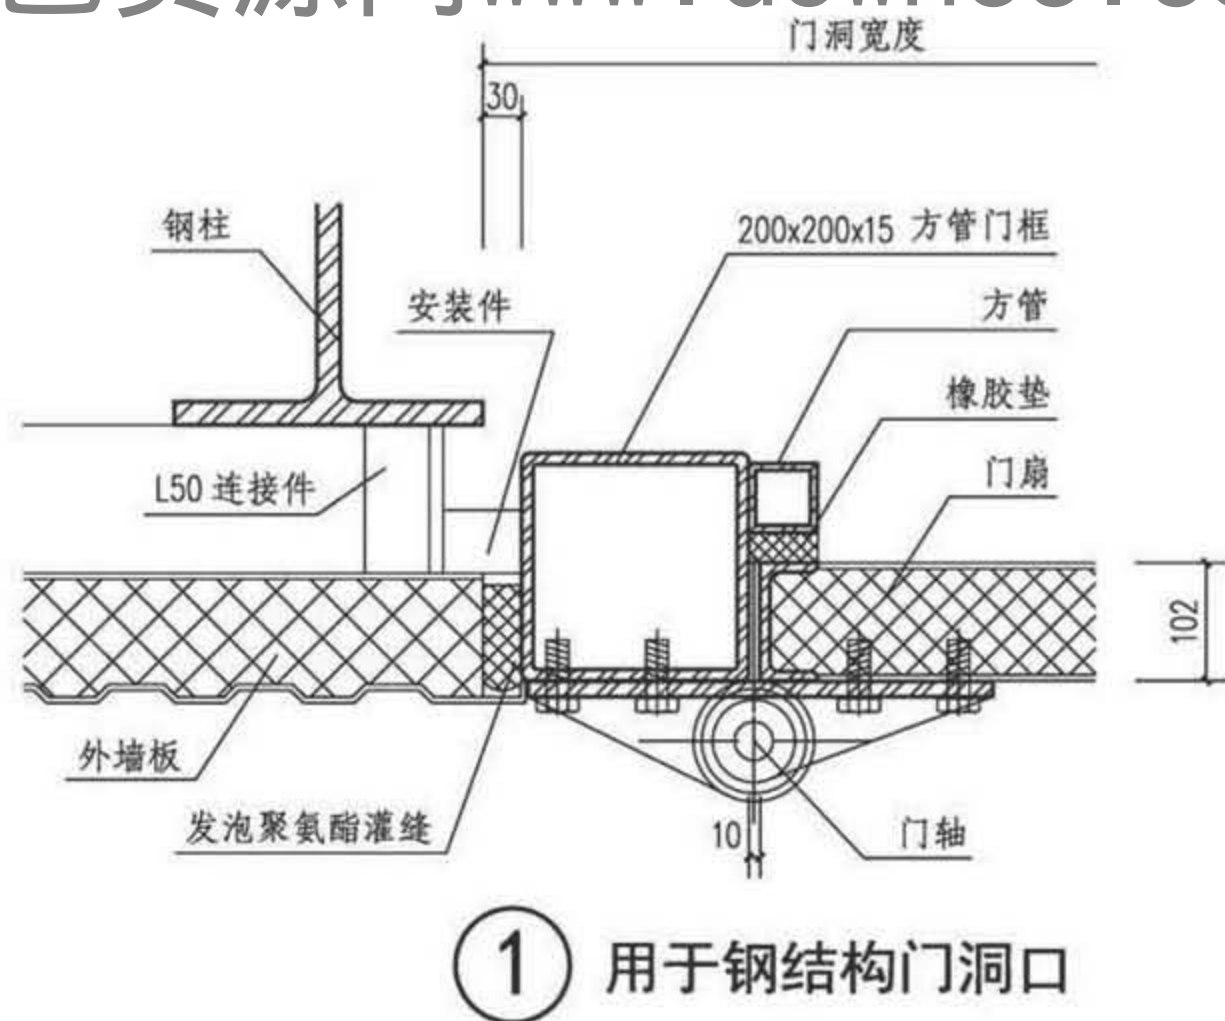 门洞宽度
30
钢柱
200x200x15 方管门框
安装件
方管
橡胶垫
L50 连接件
门扇
102
外墙板
发泡聚氨酯灌缝
10
门轴
1 用于钢结构门洞口